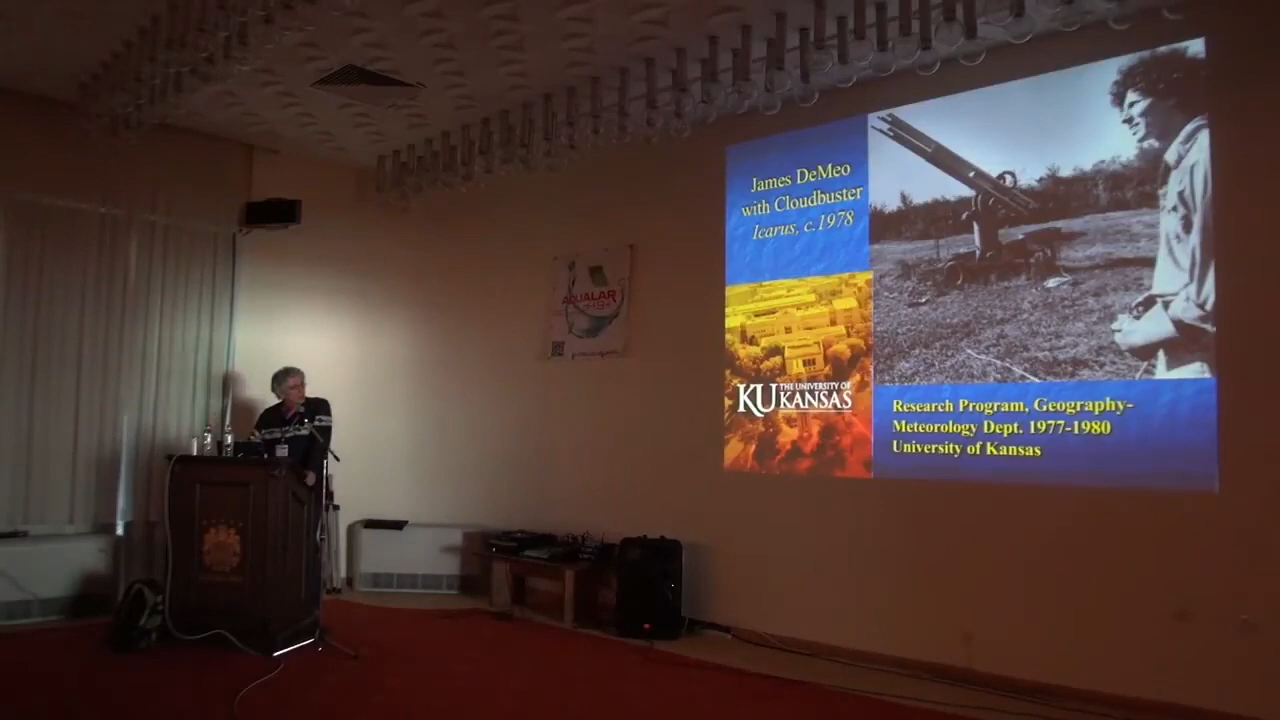 James DeMeo
with Cloudbuster
Icarus, c.1978
KU THE UNIVERSITY OF
KANSAS
Research Program, Geography-
Meteorology Dept. 1977-1980
University of Kansas
AQUALAR